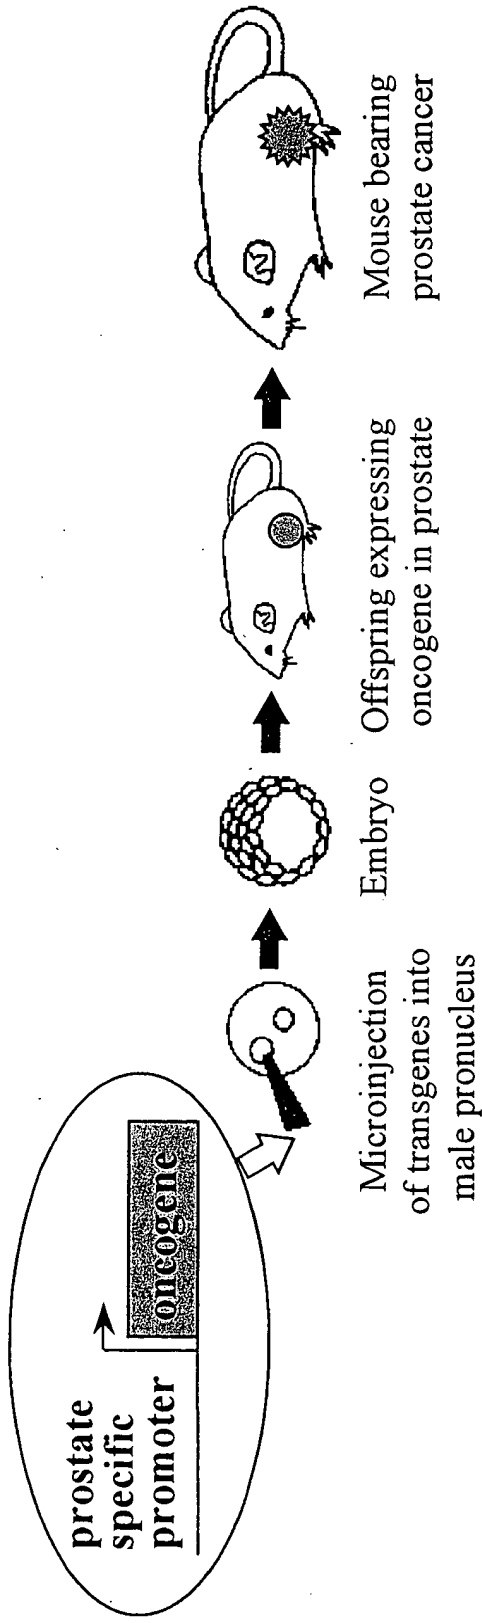 prostate
specific
promoter
oncogene
Microinjection
of transgenes into
male pronucleus
Embryo
Offspring expressing
oncogene in prostate
Mouse bearing
prostate cancer